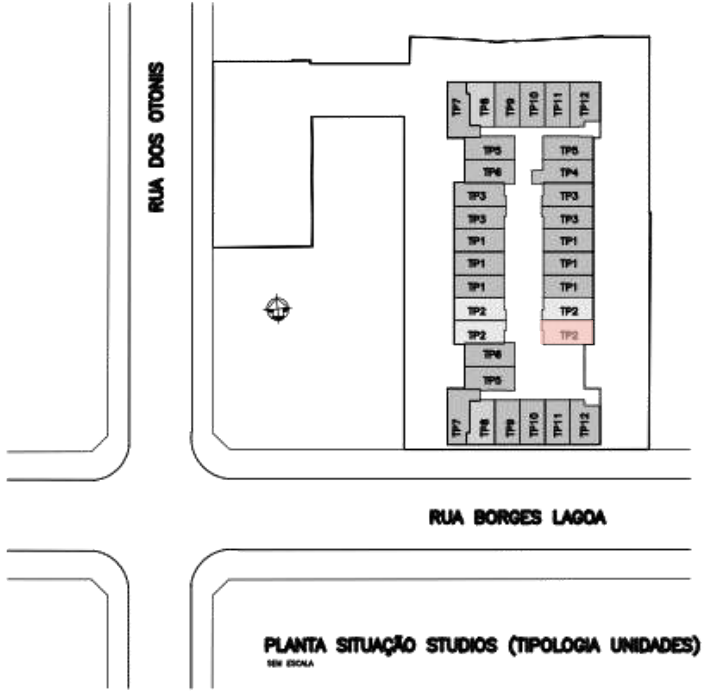 RUA DOS OTONIS
TP7 TP8 TP9 TP10 TP11 TP12
TP5 TP5
TP6 TP4
TP3 TP3
TP3 TP3
TP1 TP1
TP1 TP1
TP1 TP1
TP2 TP2
TP2 TP2
TP6
TP5
TP7 TP8 TP9 TP10 TP11 TP12
RUA BORGES LAGOA
PLANTA SITUAÇÃO STUDIOS (TIPOLOGIA UNIDADES)
SEM ESCALA